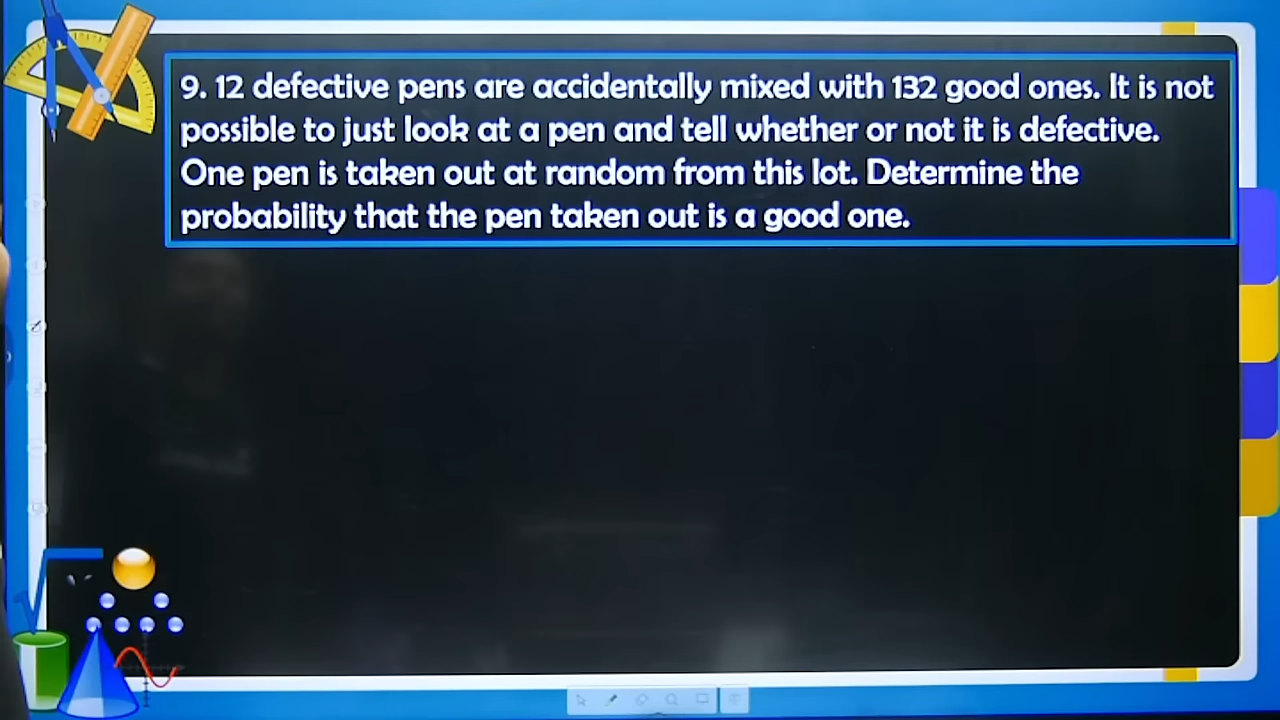 9. 12 defective pens are accidentally mixed with 132 good ones. It is not
possible to just look at a pen and tell whether or not it is defective.
One pen is taken out at random from this lot. Determine the
probability that the pen taken out is a good one.